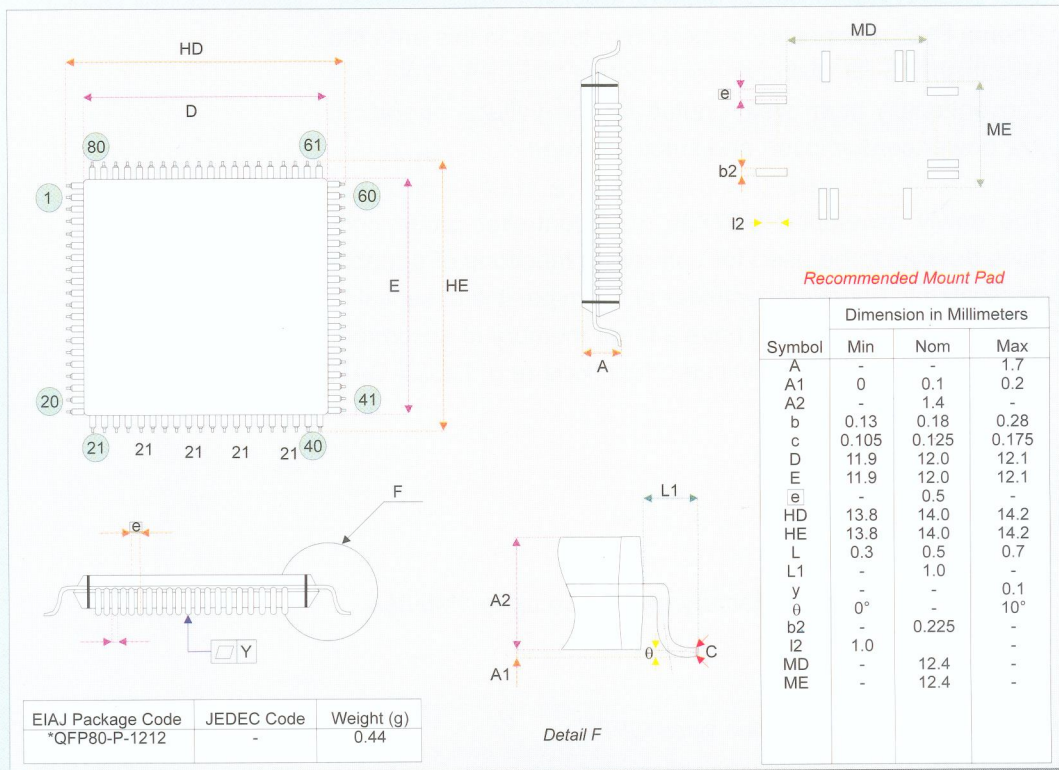 HD
D
80
61
1
60
E
HE
20
41
21
21
21
21
21
21
40
A
MD
e
ME
b2
l2
Recommended Mount Pad
Dimension in Millimeters
Symbol Min Nom Max
A - - 1.7
A1 0 0.1 0.2
A2 - 1.4 -
b 0.13 0.18 0.28
c 0.105 0.125 0.175
D 11.9 12.0 12.1
E 11.9 12.0 12.1
e - 0.5 -
HD 13.8 14.0 14.2
HE 13.8 14.0 14.2
L 0.3 0.5 0.7
L1 - 1.0 -
y 0.1
θ 0° - 10°
b2 - 0.225 -
l2 1.0 -
MD - 12.4 -
ME - 12.4 -
F
e
Y
L1
A2
A1
θ
C
Detail F
EIAJ Package Code JEDEC Code Weight (g)
*QFP80-P-1212 - 0.44